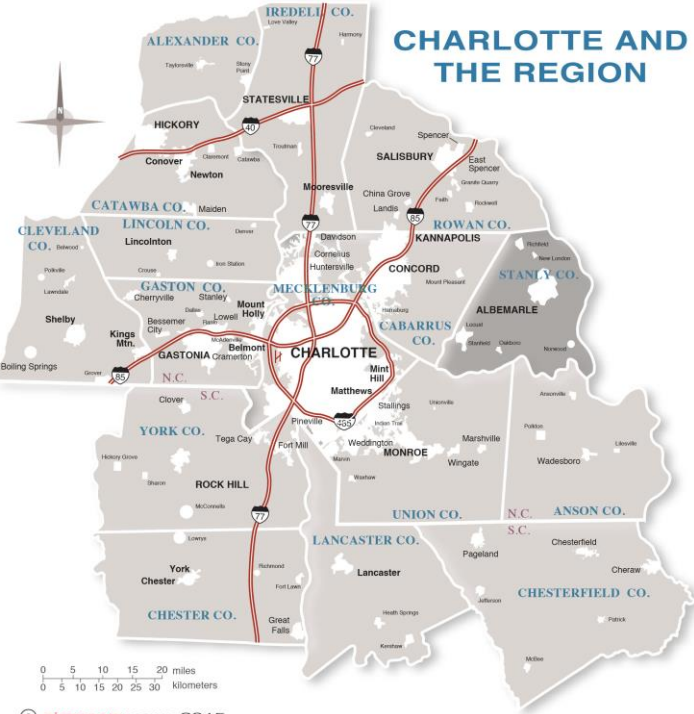 CHARLOTTE AND
THE REGION
IREDELL CO.
Love Valley
Harmony
ALEXANDER CO.
Taylorsville
Stony
Point
77
STATESVILLE
HICKORY
40
Conover
Claremont
Catawba
Newton
Troutman
Mooresville
CATAWBA CO.
Maiden
N
Cleveland
Spencer
SALISBURY
East
Spencer
Granite Quarry
China Grove
Faith
Rockwell
Landis
85
ROWAN CO.
KANNAPOLIS
CLEVELAND
CO.
Belwood
Polkville
Lawndale
Shelby
Kings
Mtn.
Boiling Springs
Grover
85
LINCOLN CO.
Denver
Lincolnton
Crouse
Iron Station
GASTON CO.
Cherryville
Stanley
Dallas
Mount
Holly
Bessemer
City
Lowell
Ranlo
McAdenville
Belmont
GASTONIA
Cramerton
N.C.
S.C.
77
Davidson
Cornelius
Huntersville
MECKLENBURG
CO.
CHARLOTTE
Mint
Hill
Matthews
485
Pineville
CONCORD
Mount Pleasant
Harrisburg
CABARRUS
CO.
Richfield
New London
STANLY CO.
ALBEMARLE
Locust
Stanfield
Oakboro
Norwood
Clover
YORK CO.
Tega Cay
Fort Mill
Hickory Grove
Sharon
ROCK HILL
McConnells
77
Stallings
Unionville
Indian Trail
Weddington
Marvin
MONROE
Marshville
Wingate
Waxhaw
UNION CO.
Ansonville
Polkton
Lilesville
Wadesboro
N.C.
ANSON CO.
S.C.
Lowrys
York
Chester
Richmond
Fort Lawn
CHESTER CO.
Great
Falls
LANCASTER CO.
Lancaster
Heath Springs
Kershaw
Pageland
Chesterfield
Cheraw
CHESTERFIELD CO.
Jefferson
Patrick
McBee
0 5 10 15 20 miles
0 5 10 15 20 25 30 kilometers